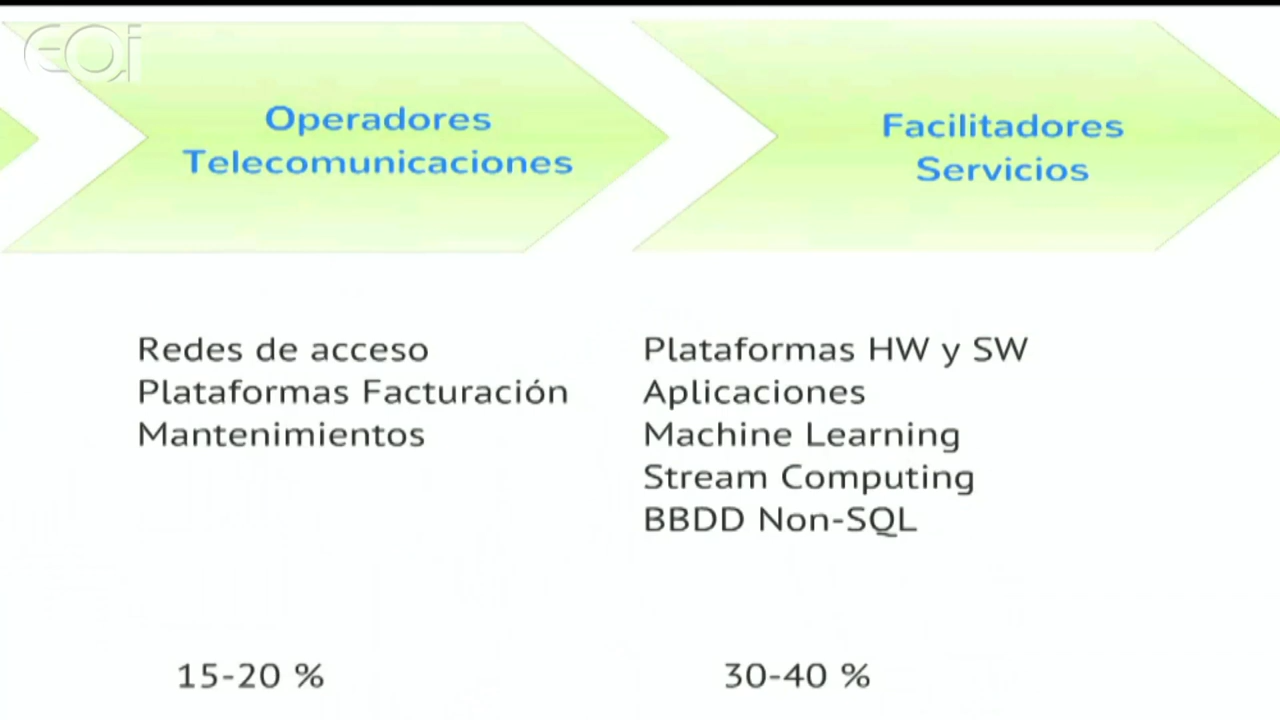 eoi
Operadores
Telecomunicaciones
Facilitadores
Servicios
Redes de acceso
Plataformas Facturación
Mantenimientos
Plataformas HW y SW
Aplicaciones
Machine Learning
Stream Computing
BBDD Non-SQL
15-20 %
30-40 %